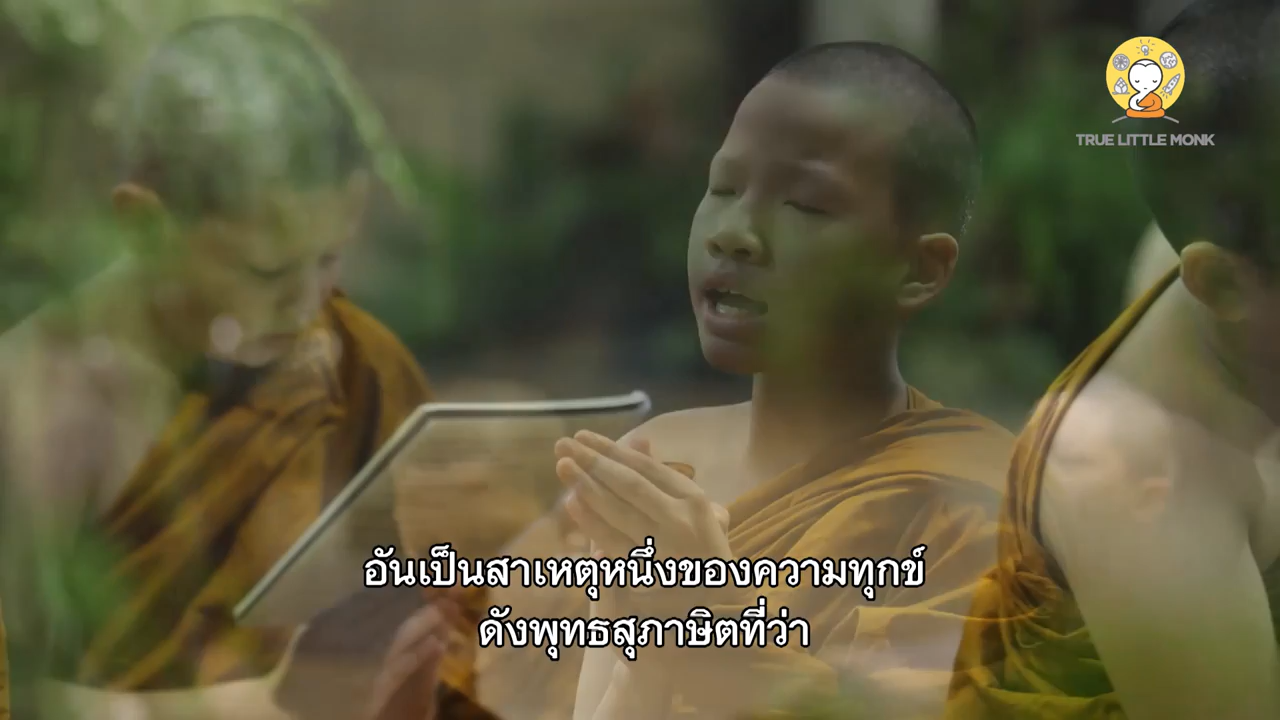 TRUE LITTLE MONK
อันเป็นสาเหตุหนึ่งของความทุกข์
ดังพุทธสุภาษิตที่ว่า